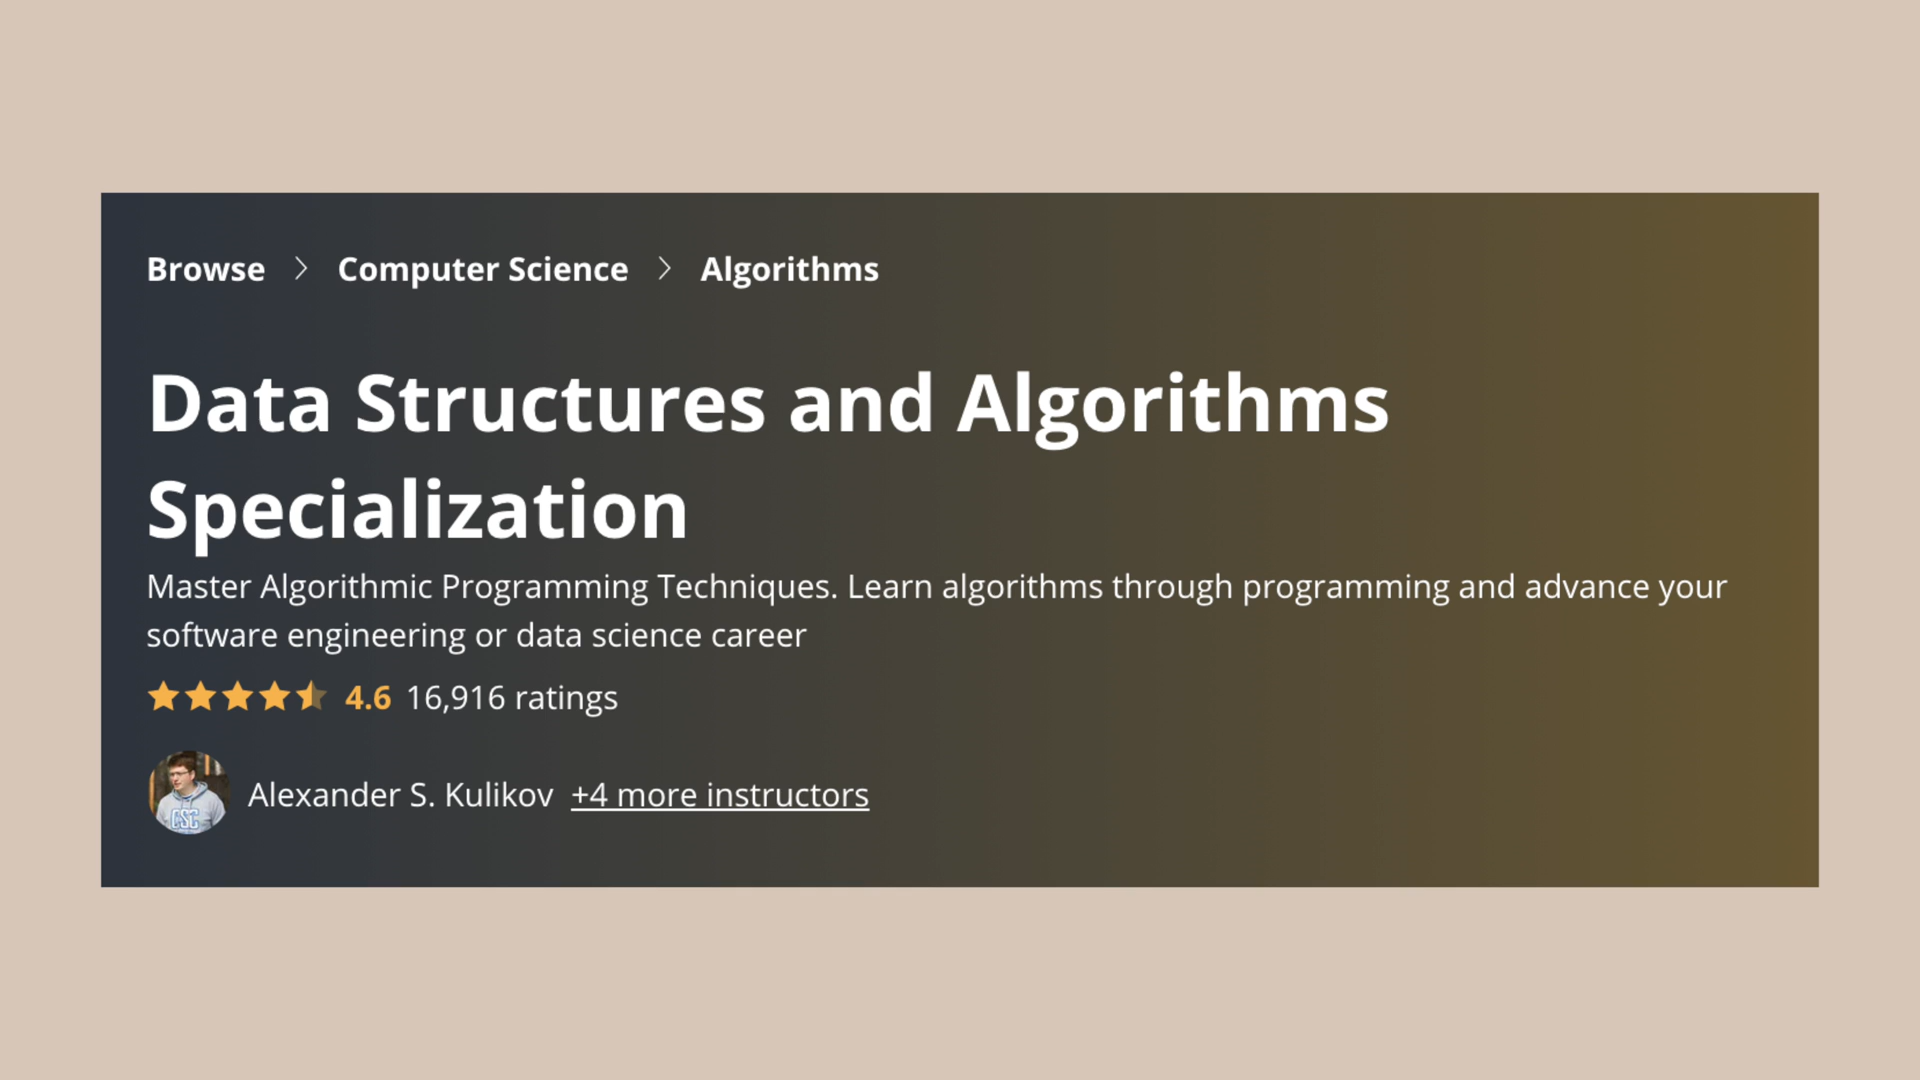 Browse > Computer Science > Algorithms
Data Structures and Algorithms
Specialization
Master Algorithmic Programming Techniques. Learn algorithms through programming and advance your
software engineering or data science career
4.6 16,916 ratings
Alexander S. Kulikov +4 more instructors
CSC